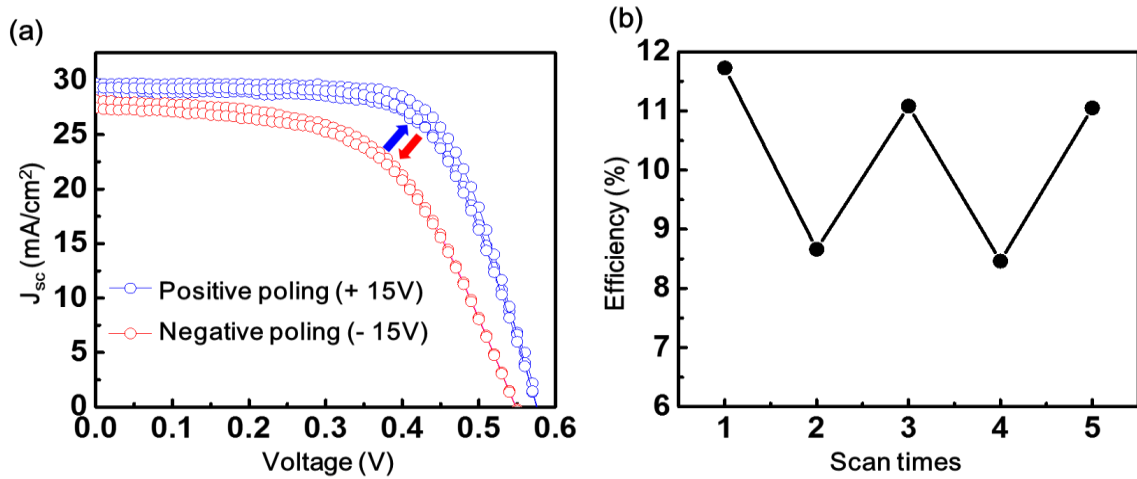 (a)
30
25
20
15
10
5
0
J_sc (mA/cm²)
Positive poling (+ 15V)
Negative poling (- 15V)
0.0 0.1 0.2 0.3 0.4 0.5 0.6
Voltage (V)
(b)
12
11
10
9
8
7
6
Efficiency (%)
1 2 3 4 5
Scan times